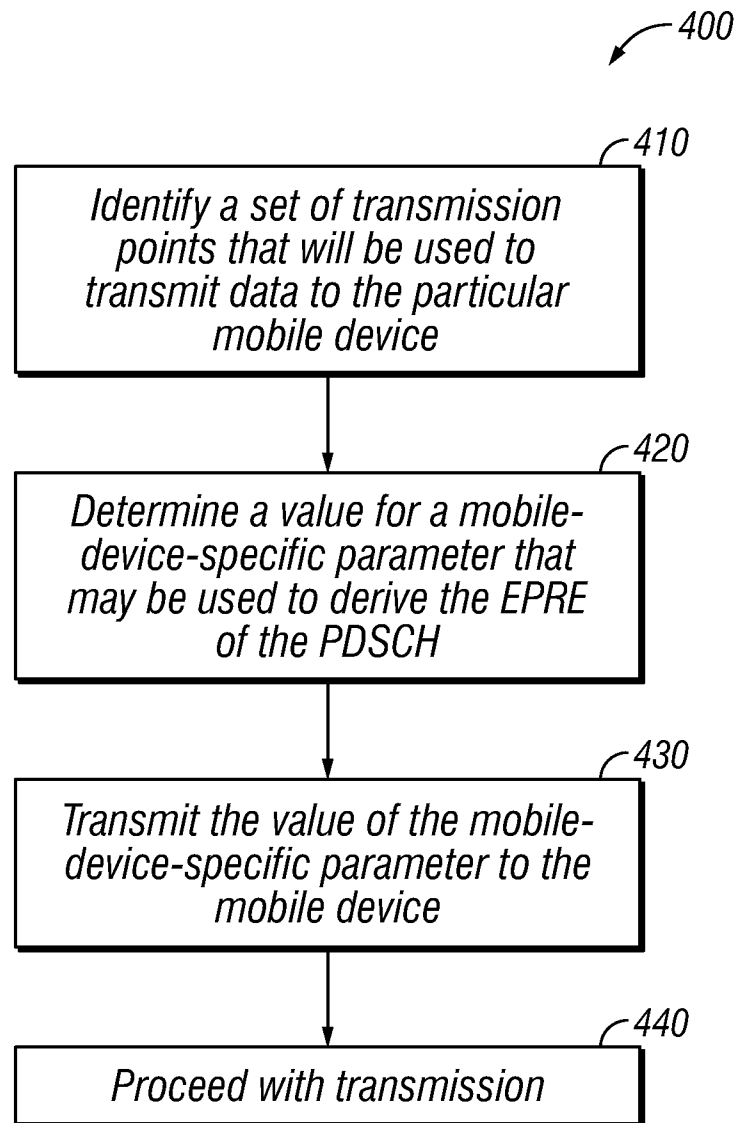 400
410
Identify a set of transmission
points that will be used to
transmit data to the particular
mobile device
420
Determine a value for a mobile-
device-specific parameter that
may be used to derive the EPRE
of the PDSCH
430
Transmit the value of the mobile-
device-specific parameter to the
mobile device
440
Proceed with transmission